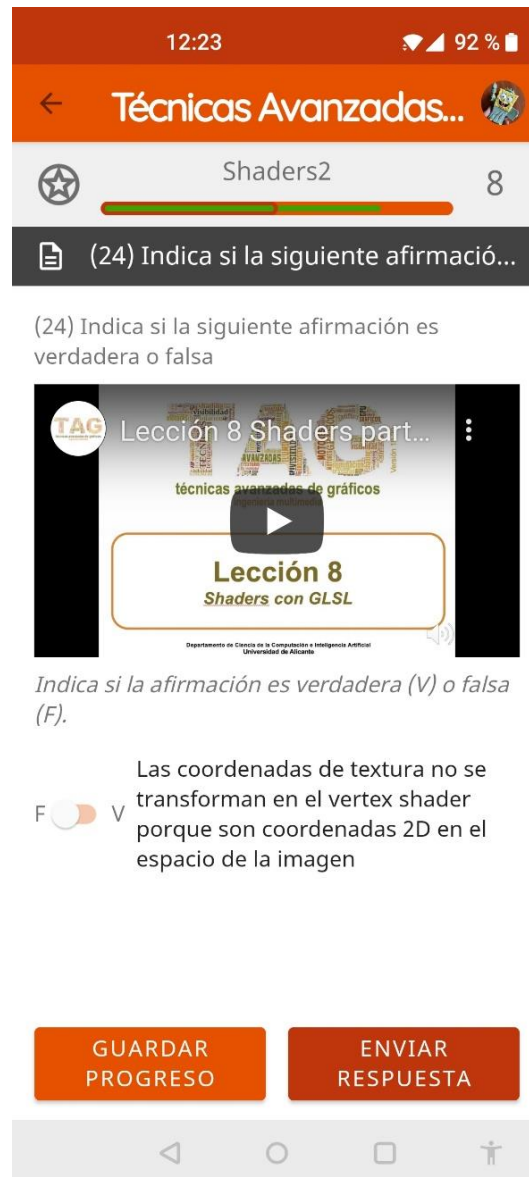 12:23
92 %
Técnicas Avanzadas...
Shaders2
8
(24) Indica si la siguiente afirmació...
(24) Indica si la siguiente afirmación es
verdadera o falsa
TAG
Lección 8 Shaders part...
técnicas avanzadas de gráficos
ingeniería multimedia
Lección 8
Shaders con GLSL
Departamento de Ciencia de la Computación e Inteligencia Artificial
Universidad de Alicante
Indica si la afirmación es verdadera (V) o falsa
(F).
F
V
Las coordenadas de textura no se
transforman en el vertex shader
porque son coordenadas 2D en el
espacio de la imagen
GUARDAR
PROGRESO
ENVIAR
RESPUESTA